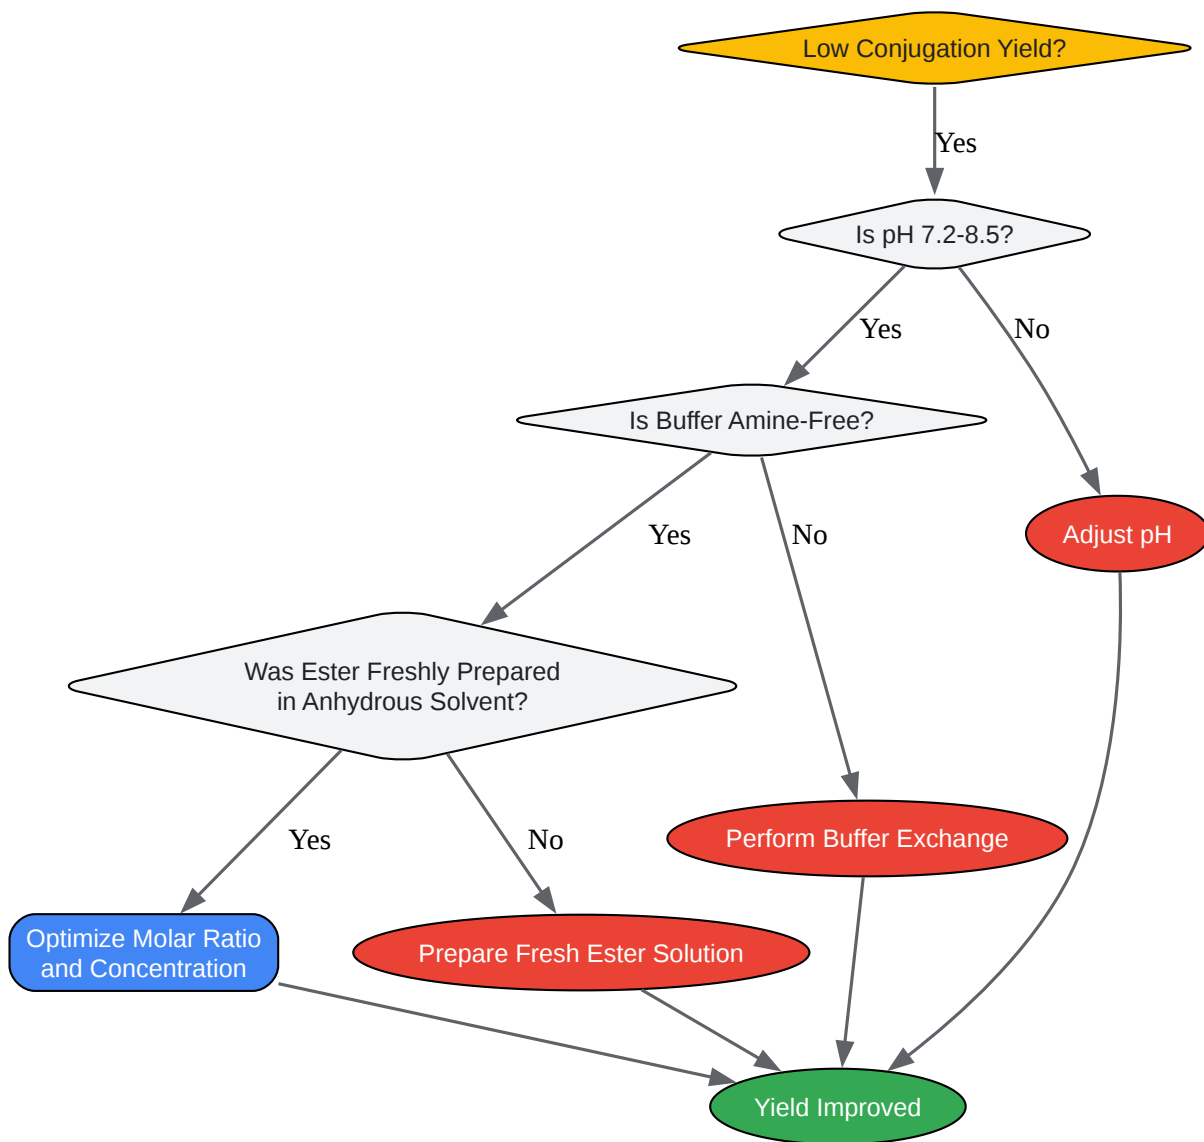 Low Conjugation Yield?
Yes
Is pH 7.2-8.5?
Yes
No
Is Buffer Amine-Free?
Yes
No
Adjust pH
Was Ester Freshly Prepared
in Anhydrous Solvent?
Yes
No
Perform Buffer Exchange
Optimize Molar Ratio
and Concentration
Prepare Fresh Ester Solution
Yield Improved